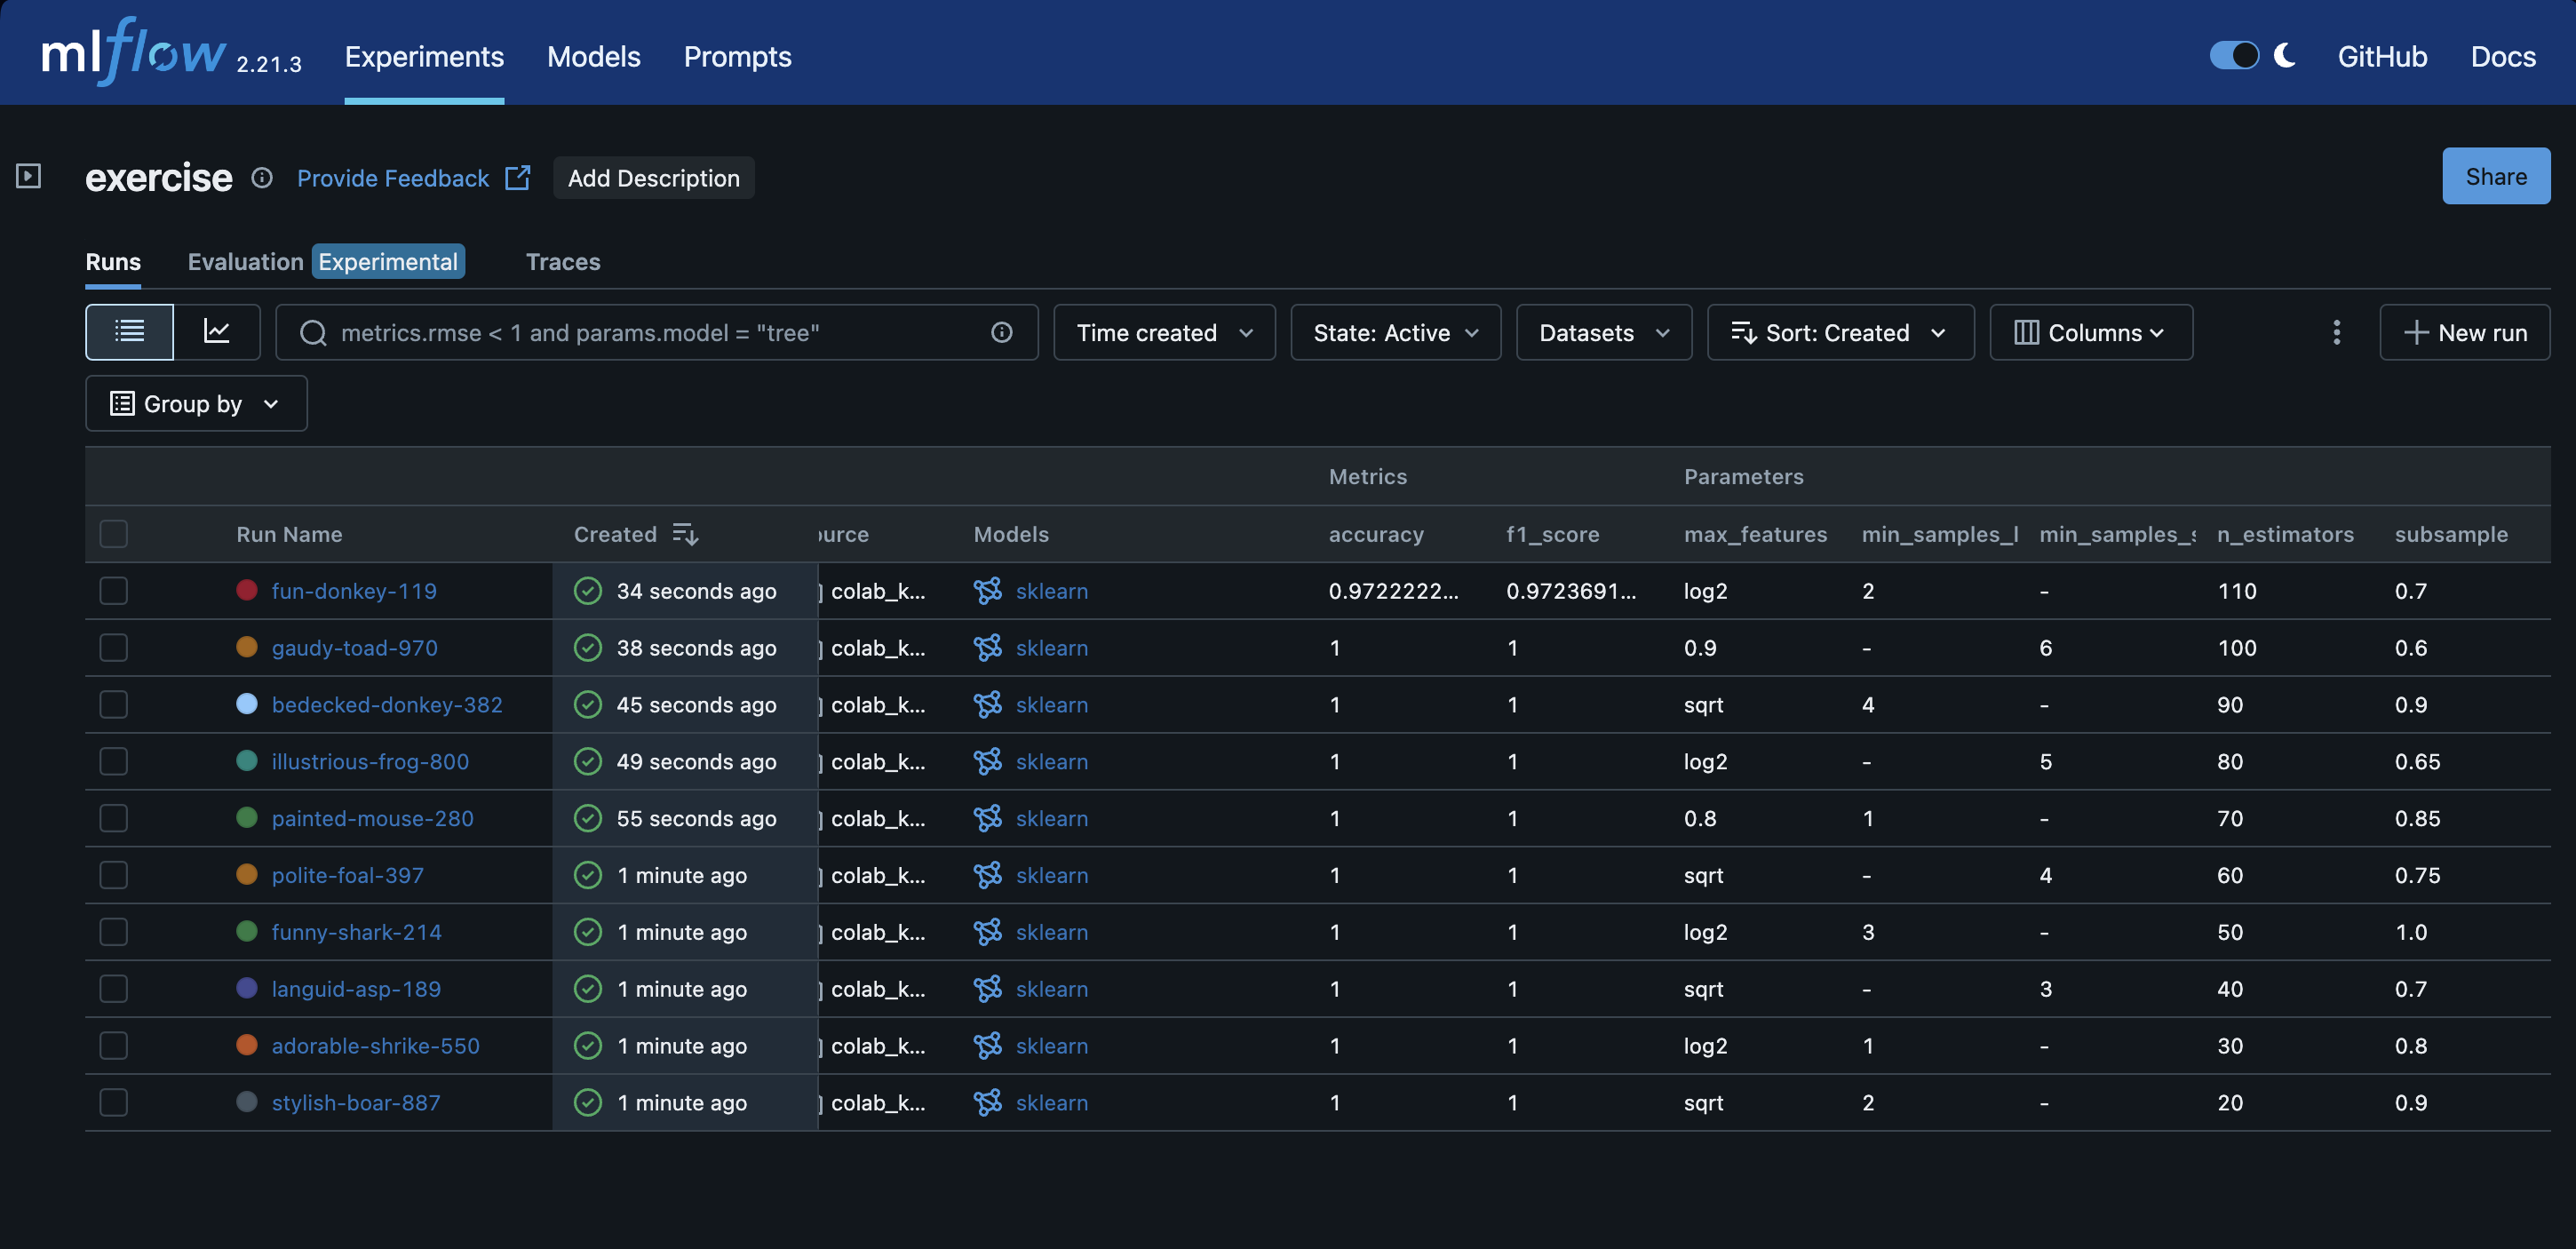 mlflow 2.21.3 Experiments Models Prompts GitHub Docs
exercise Provide Feedback Add Description Share
Runs Evaluation Experimental Traces
metrics.rmse < 1 and params.model = "tree" Time created State: Active Datasets Sort: Created Columns New run
Group by
Metrics Parameters
Run Name Created ource Models accuracy f1_score max_features min_samples_l min_samples_s n_estimators subsample
fun-donkey-119 34 seconds ago colab_k... sklearn 0.9722222... 0.9723691... log2 2 - 110 0.7
gaudy-toad-970 38 seconds ago colab_k... sklearn 1 1 0.9 - 6 100 0.6
bedecked-donkey-382 45 seconds ago colab_k... sklearn 1 1 sqrt 4 - 90 0.9
illustrious-frog-800 49 seconds ago colab_k... sklearn 1 1 log2 - 5 80 0.65
painted-mouse-280 55 seconds ago colab_k... sklearn 1 1 0.8 1 - 70 0.85
polite-foal-397 1 minute ago colab_k... sklearn 1 1 sqrt - 4 60 0.75
funny-shark-214 1 minute ago colab_k... sklearn 1 1 log2 3 - 50 1.0
languid-asp-189 1 minute ago colab_k... sklearn 1 1 sqrt - 3 40 0.7
adorable-shrike-550 1 minute ago colab_k... sklearn 1 1 log2 1 - 30 0.8
stylish-boar-887 1 minute ago colab_k... sklearn 1 1 sqrt 2 - 20 0.9